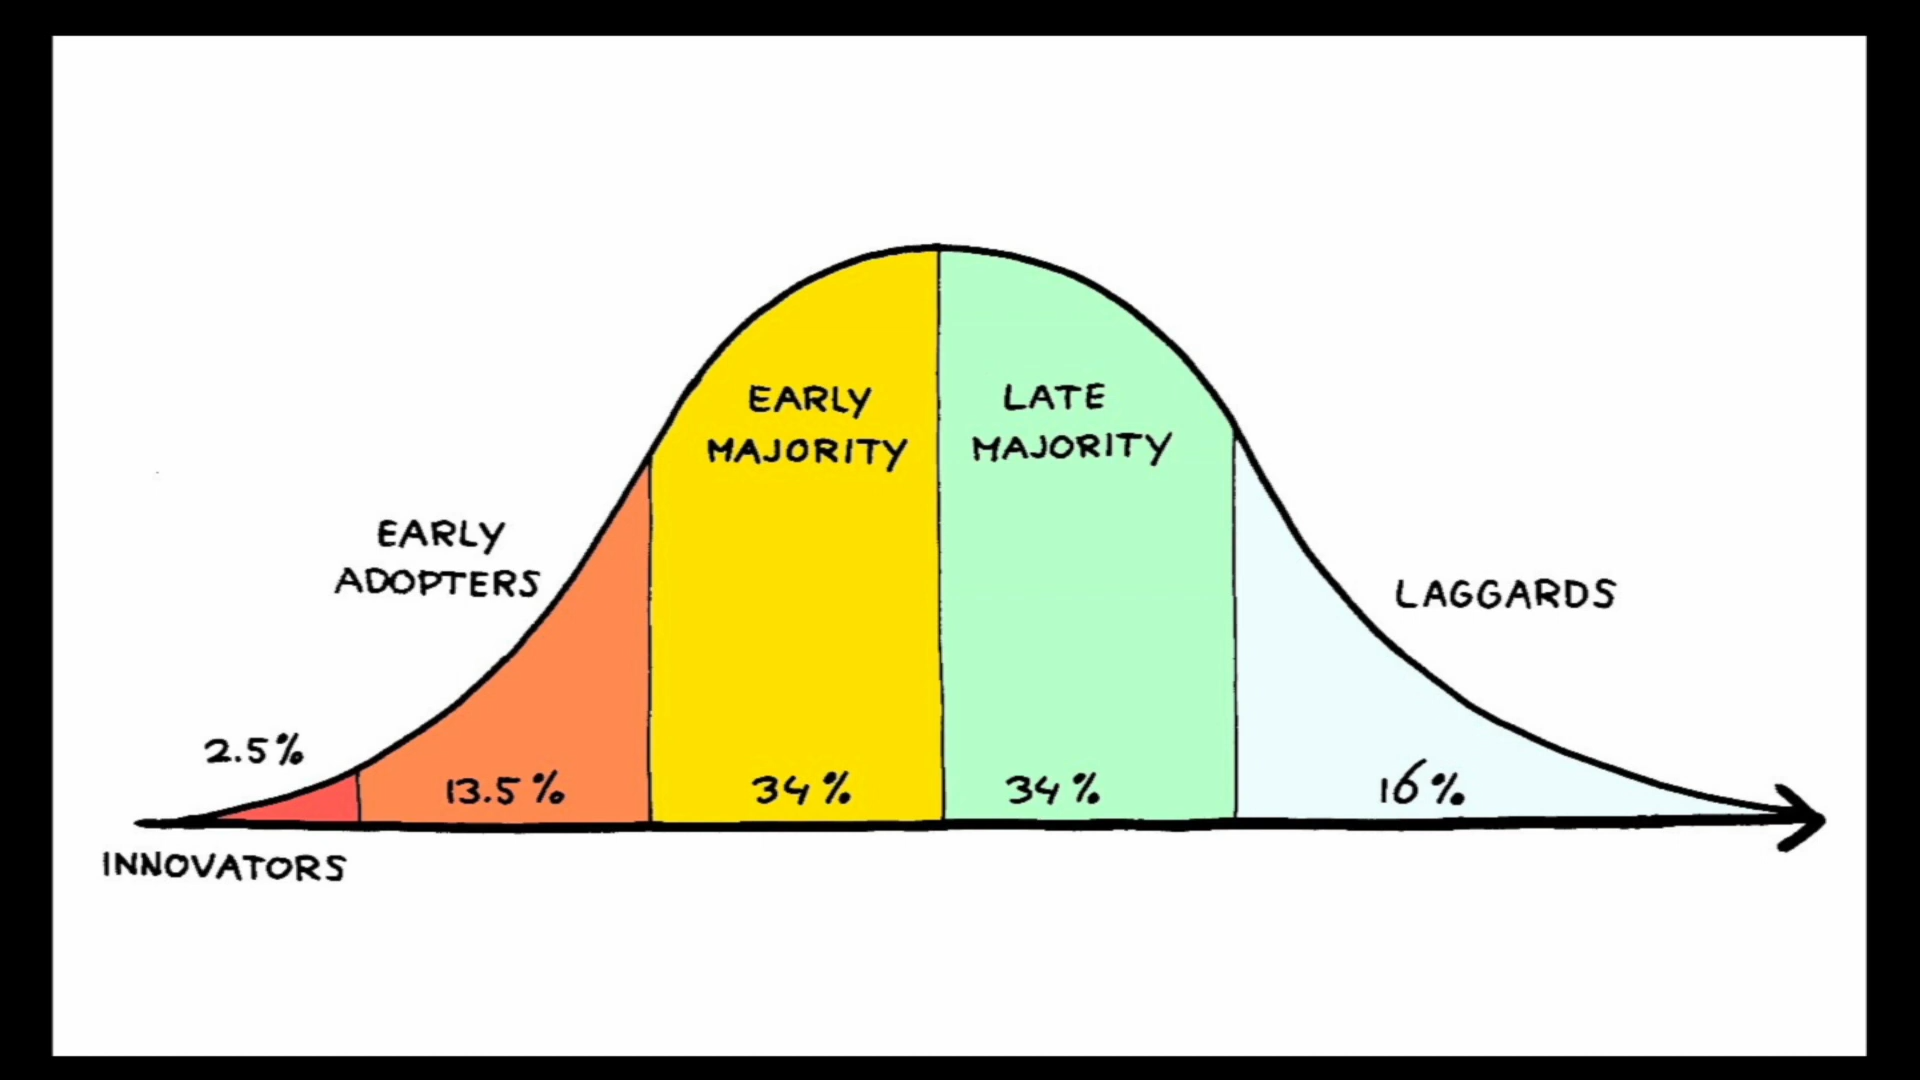 EARLY
MAJORITY
LATE
MAJORITY
EARLY
ADOPTERS
LAGGARDS
2.5%
13.5%
34%
34%
16%
INNOVATORS